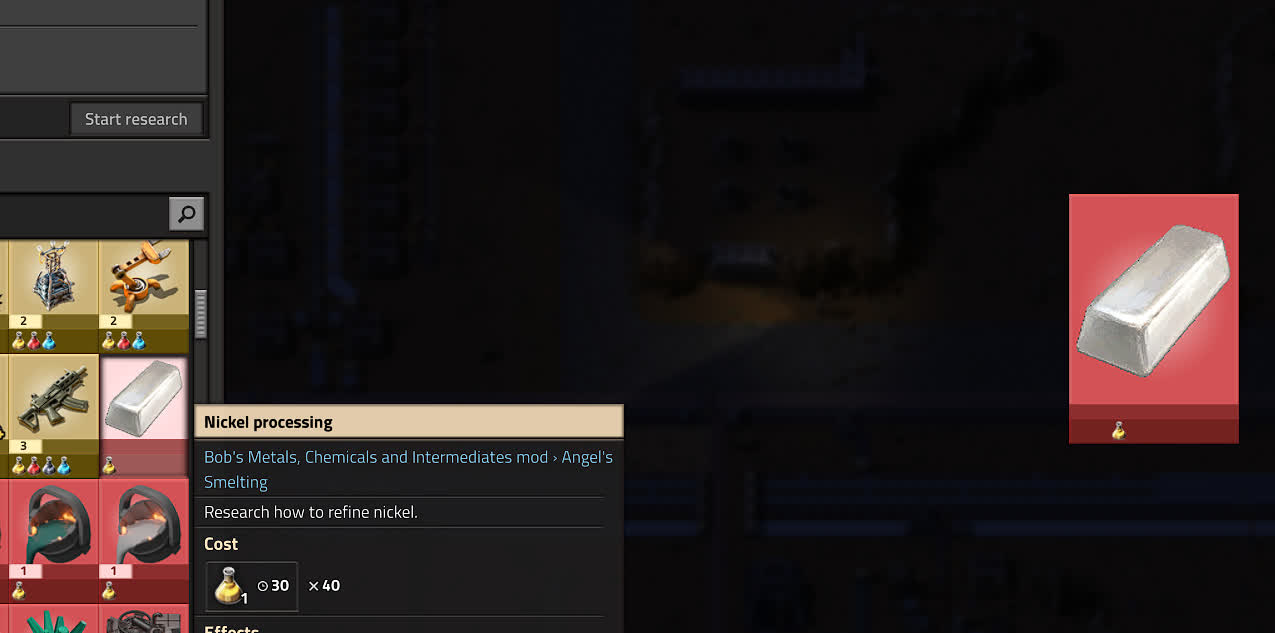 Start research
2
2
3
Nickel processing
Bob's Metals, Chemicals and Intermediates mod › Angel's
Smelting
Research how to refine nickel.
Cost
1
1
1 30 × 40
Effects